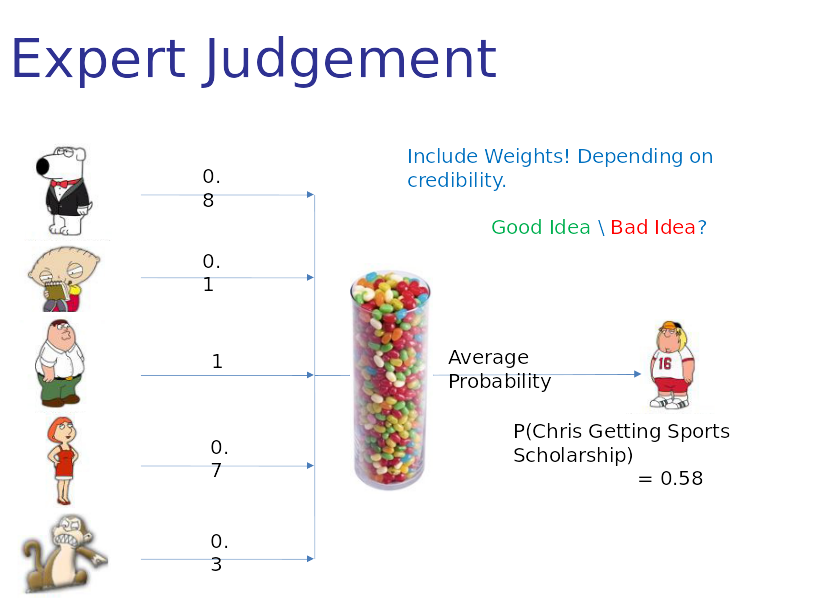 Expert Judgement
Include Weights! Depending on
credibility.
0.
8
Good Idea \ Bad Idea?
0.
1
1
Average
Probability
16
P(Chris Getting Sports
Scholarship)
= 0.58
0.
7
0.
3